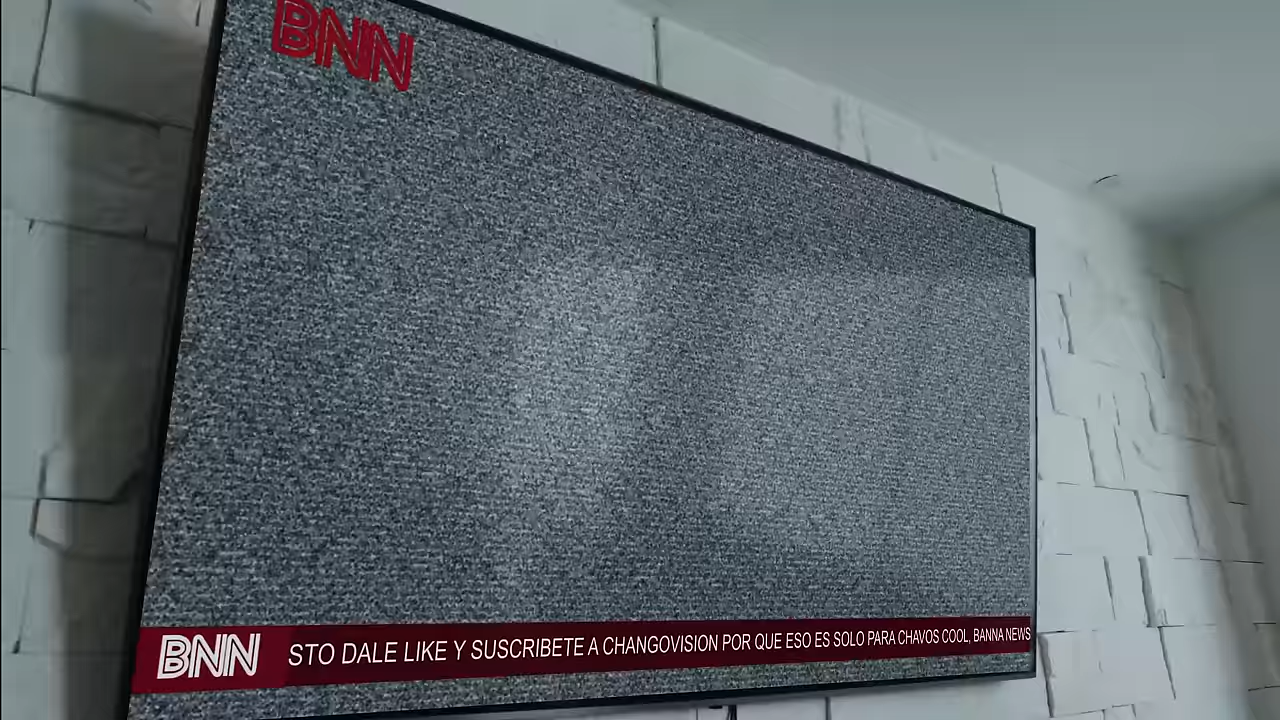 BNN
BNN
STO DALE LIKE Y SUSCRIBETE A CHANGOVISION POR QUE ESO ES SOLO PARA CHAVOS COOL, BANNA NEWS